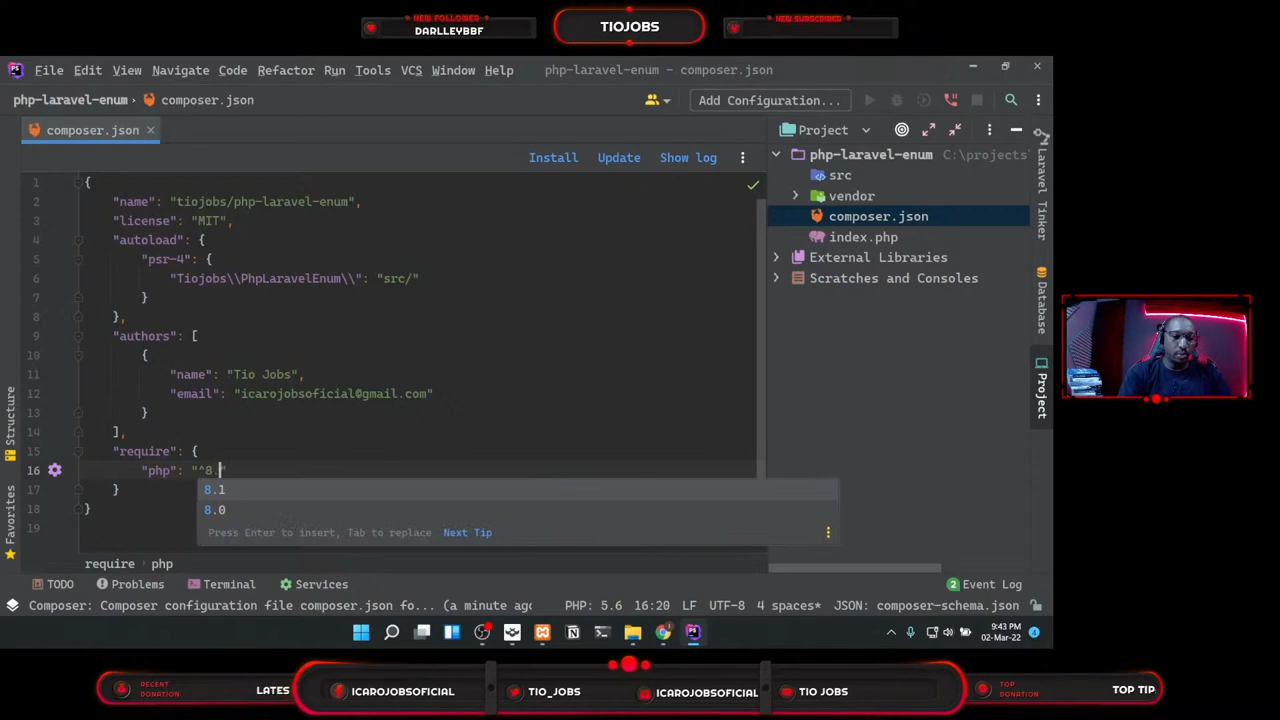 NEW FOLLOWER
DARLLEYBBF
TIOJOBS
NEW SUBSCRIBER
PS File Edit View Navigate Code Refactor Run Tools VCS Window Help php-laravel-enum - composer.json
php-laravel-enum › composer.json
Add Configuration...
composer.json
Project
Install Update Show log
php-laravel-enum C:\projects
src
vendor
composer.json
index.php
External Libraries
Scratches and Consoles
1 {
2 "name": "tiojobs/php-laravel-enum",
3 "license": "MIT",
4 "autoload": {
5 "psr-4": {
6 "Tiojobs\\PhpLaravelEnum\\": "src/"
7 }
8 },
9 "authors": [
10 {
11 "name": "Tio Jobs",
12 "email": "icarojobsoficial@gmail.com"
13 }
14 ],
15 "require": {
16 "php": "^8."
17 }
18 }
19
8.1
8.0
Press Enter to insert, Tab to replace Next Tip
require › php
Structure
Favorites
Laravel Tinker
Database
Project
TODO Problems Terminal Services 2 Event Log
Composer: Composer configuration file composer.json fo... (a minute ago PHP: 5.6 16:20 LF UTF-8 4 spaces* JSON: composer-schema.json
9:43 PM
02-Mar-22
4
RECENT
DONATION
LATES
ICAROJOBSOFICIAL
TIO_JOBS
ICAROJOBSOFICIAL
TIO JOBS
TOP
DONATION
TOP TIP